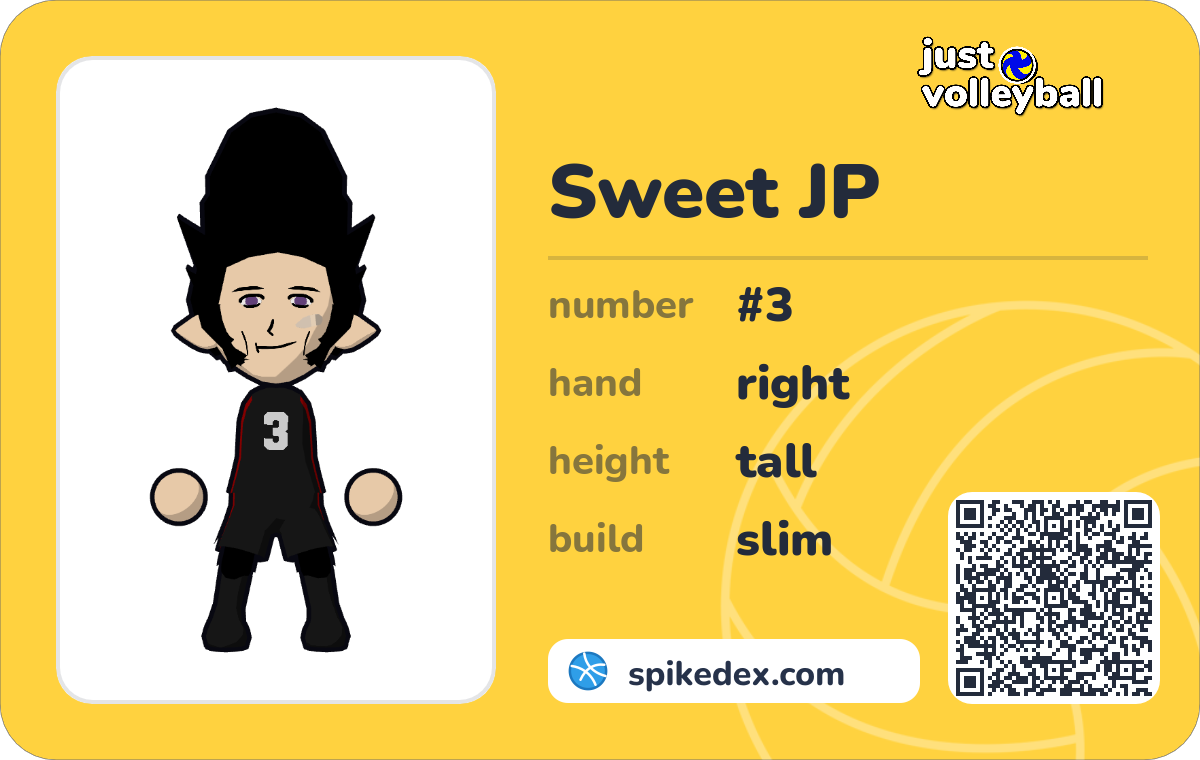 just
volleyball
Sweet JP
number #3
hand right
height tall
build slim
3
spikedex.com